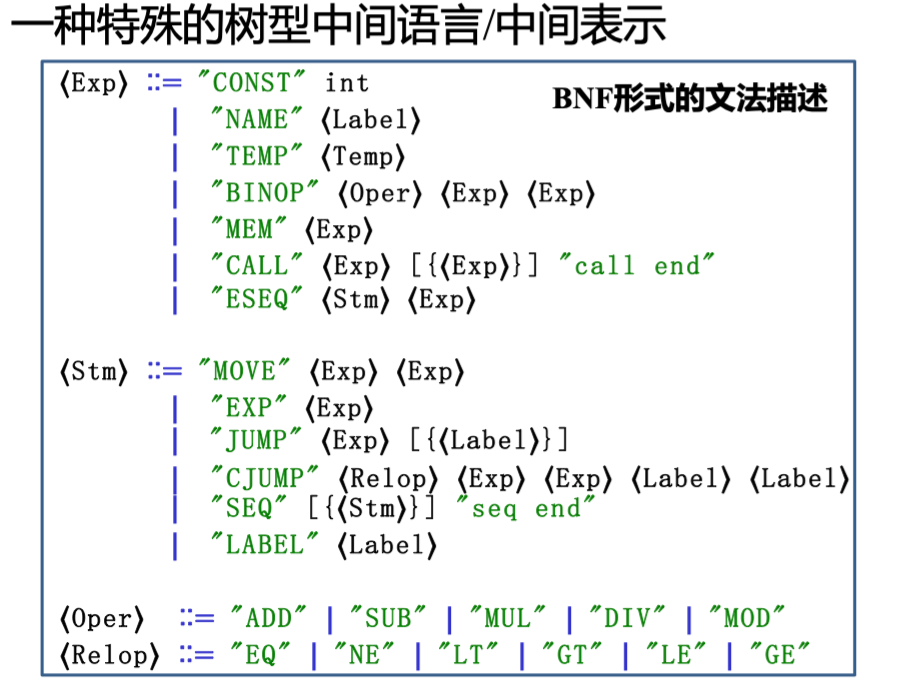 一种特殊的树型中间语言/中间表示
BNF形式的文法描述
⟨Exp⟩ ::= "CONST" int
| "NAME" ⟨Label⟩
| "TEMP" ⟨Temp⟩
| "BINOP" ⟨Oper⟩ ⟨Exp⟩ ⟨Exp⟩
| "MEM" ⟨Exp⟩
| "CALL" ⟨Exp⟩ [{⟨Exp⟩}] "call end"
| "ESEQ" ⟨Stm⟩ ⟨Exp⟩
⟨Stm⟩ ::= "MOVE" ⟨Exp⟩ ⟨Exp⟩
| "EXP" ⟨Exp⟩
| "JUMP" ⟨Exp⟩ [{⟨Label⟩}]
| "CJUMP" ⟨Relop⟩ ⟨Exp⟩ ⟨Exp⟩ ⟨Label⟩ ⟨Label⟩
| "SEQ" [{⟨Stm⟩}] "seq end"
| "LABEL" ⟨Label⟩
⟨Oper⟩ ::= "ADD" | "SUB" | "MUL" | "DIV" | "MOD"
⟨Relop⟩ ::= "EQ" | "NE" | "LT" | "GT" | "LE" | "GE"